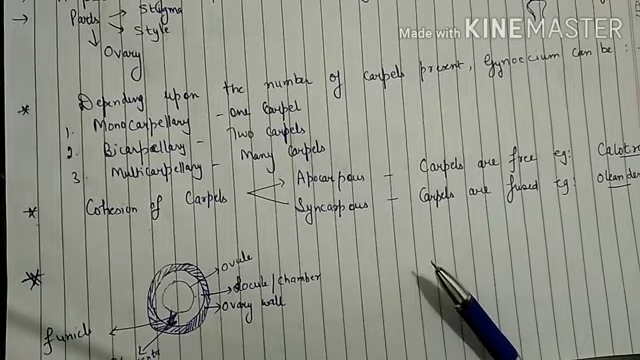 → Parts → Stigma
→ Style
↓
Ovary
Made with KINEMASTER
* Depending upon the number of carpels present, Gynoecium can be :
1. Monocarpellary - one carpel
2. Bicarpellary - Two carpels
3. Multicarpellary - Many carpels
* Cohesion of Carpels
Apocarpous - Carpels are free eg: Calotro
Syncarpous - Carpels are fused eg: Oleander
*
ovule
Locule/chamber
Ovary wall
funicle